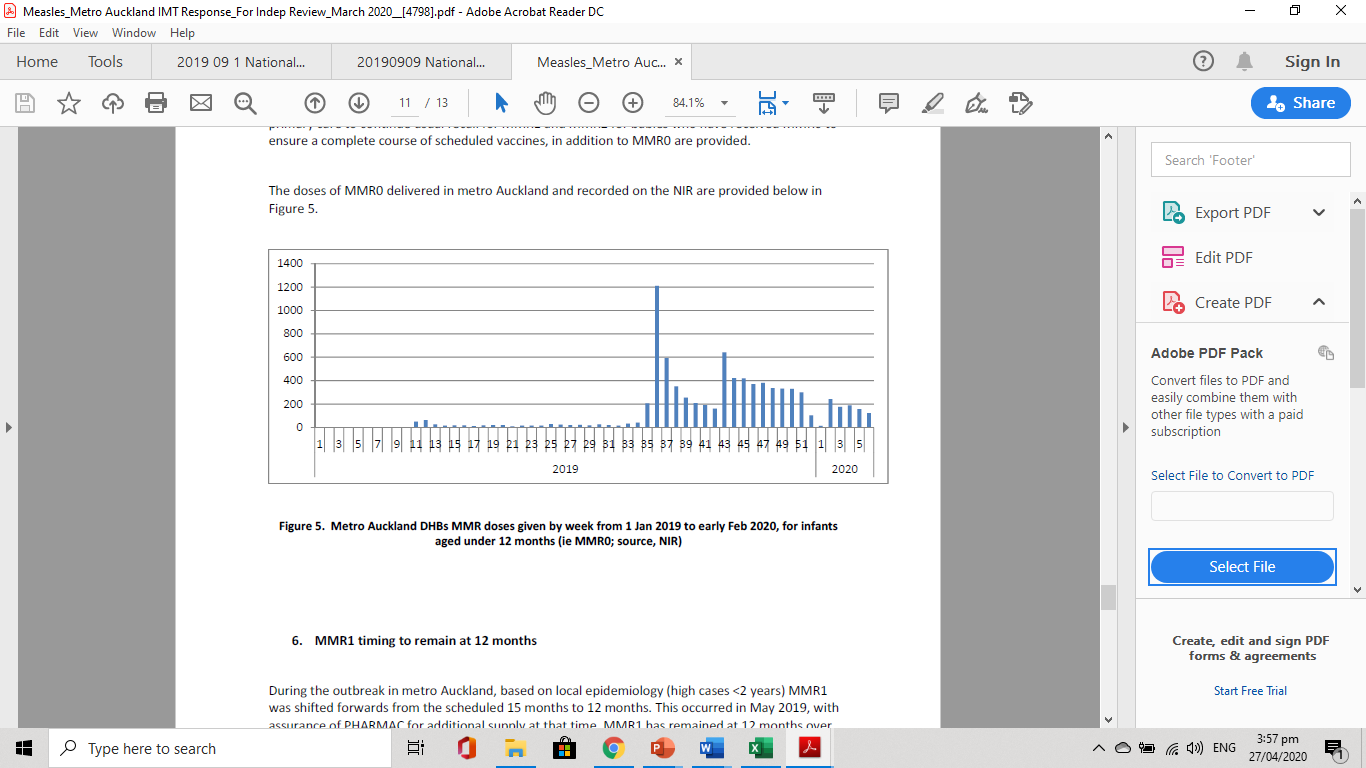 Measles_Metro Auckland IMT Response_For Indep Review_March 2020__[4798].pdf - Adobe Acrobat Reader DC
File Edit View Window Help
Home Tools 2019 09 1 National... 20190909 National... Measles_Metro Auc... × ? Sign In
11 / 13 84.1% Share
ensure a complete course of scheduled vaccines, in addition to MMR0 are provided.
The doses of MMR0 delivered in metro Auckland and recorded on the NIR are provided below in
Figure 5.
1400
1200
1000
800
600
400
200
0
1 3 5 7 9 11 13 15 17 19 21 23 25 27 29 31 33 35 37 39 41 43 45 47 49 51 1 3 5
2019 2020
Figure 5. Metro Auckland DHBs MMR doses given by week from 1 Jan 2019 to early Feb 2020, for infants
aged under 12 months (ie MMR0; source, NIR)
6. MMR1 timing to remain at 12 months
During the outbreak in metro Auckland, based on local epidemiology (high cases <2 years) MMR1
was shifted forwards from the scheduled 15 months to 12 months. This occurred in May 2019, with
assurance of PHARMAC for additional supply at that time. MMR1 has remained at 12 months over
Search 'Footer'
Export PDF
Edit PDF
Create PDF
Adobe PDF Pack
Convert files to PDF and
easily combine them with
other file types with a paid
subscription
Select File to Convert to PDF
Select File
Create, edit and sign PDF
forms & agreements
Start Free Trial
Type here to search
ENG
3:57 pm
27/04/2020
1